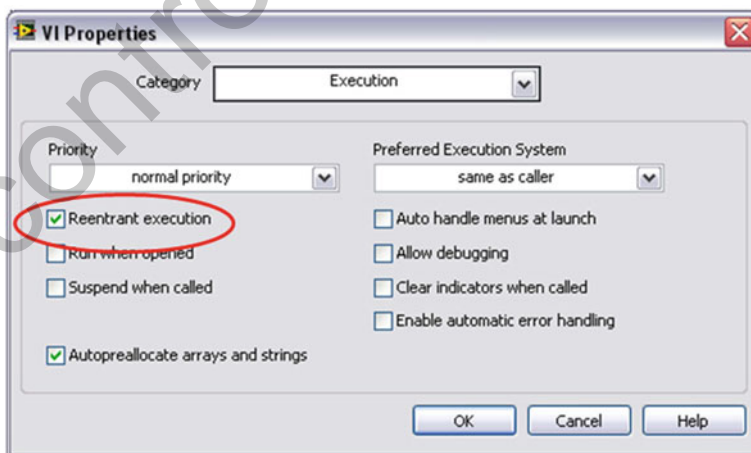 VI Properties
Category Execution
Priority
normal priority
Reentrant execution
Run when opened
Suspend when called
Autopreallocate arrays and strings
Preferred Execution System
same as caller
Auto handle menus at launch
Allow debugging
Clear indicators when called
Enable automatic error handling
OK Cancel Help
contro